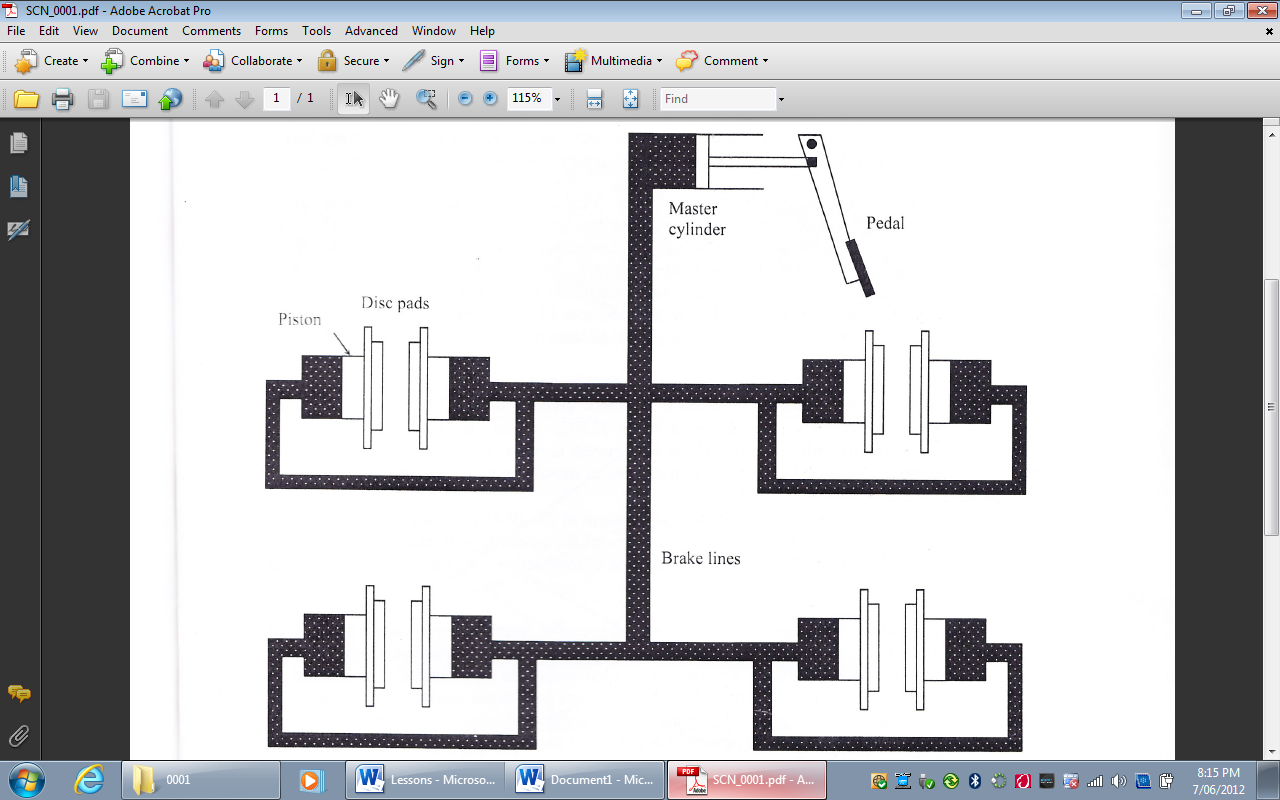 SCN_0001.pdf - Adobe Acrobat Pro
File Edit View Document Comments Forms Tools Advanced Window Help
Create Combine Collaborate Secure Sign Forms Multimedia Comment
1 / 1 115% Find
Master
cylinder
Pedal
Disc pads
Piston
Brake lines
0001 Lessons - Microso... Document1 - Mic... SCN_0001.pdf - A...
8:15 PM
7/06/2012